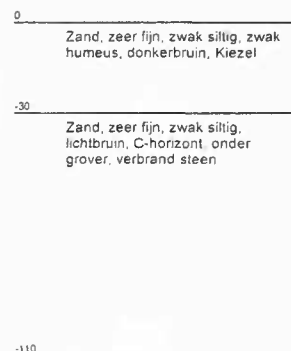 0
Zand, zeer fijn, zwak siltig, zwak
humeus, donkerbruin, Kiezel
-30
Zand, zeer fijn, zwak siltig,
lichtbruin, C-horizont, onder
grover, verbrand steen
-110